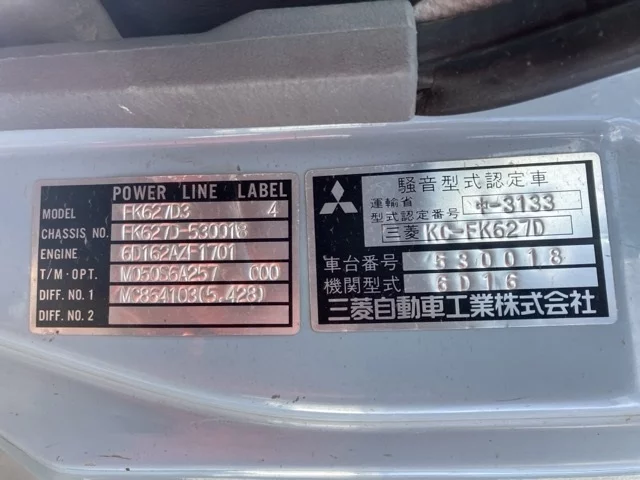 POWER LINE LABEL
MODEL FK627D3 4
CHASSIS NO. FK627D-530018
ENGINE 6D162AZF1701
T/M·OPT. M050S6A257 C00
DIFF. NO. 1 MC864103(5.428)
DIFF. NO. 2
騒音型式認定車
運輸省
型式認定番号 中-3133
三菱 KC-FK627D
車台番号 530018
機関型式 6D16
三菱自動車工業株式会社